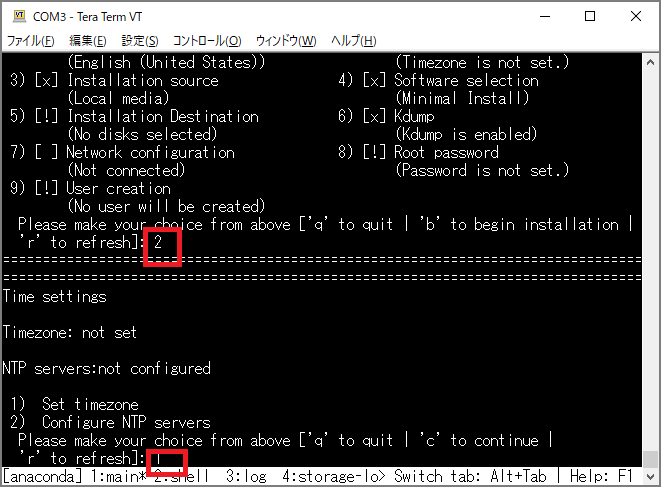 COM3 - Tera Term VT
ファイル(F) 編集(E) 設定(S) コントロール(O) ウィンドウ(W) ヘルプ(H)
(English (United States)) (Timezone is not set.)
3) [x] Installation source 4) [x] Software selection
(Local media) (Minimal Install)
5) [!] Installation Destination 6) [x] Kdump
(No disks selected) (Kdump is enabled)
7) [ ] Network configuration 8) [!] Root password
(Not connected) (Password is not set.)
9) [!] User creation
(No user will be created)
Please make your choice from above ['q' to quit | 'b' to begin installation |
'r' to refresh]: 2
================================================================================
================================================================================
Time settings
Timezone: not set
NTP servers:not configured
1) Set timezone
2) Configure NTP servers
Please make your choice from above ['q' to quit | 'c' to continue |
'r' to refresh]: 1
[anaconda] 1:main* 2:shell 3:log 4:storage-lo> Switch tab: Alt+Tab | Help: F1